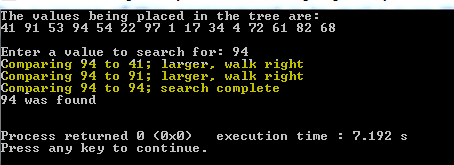 The values being placed in the tree are:
41 91 53 94 54 22 97 1 17 34 4 72 61 82 68
Enter a value to search for: 94
Comparing 94 to 41; larger, walk right
Comparing 94 to 91; larger, walk right
Comparing 94 to 94; search complete
94 was found
Process returned 0 (0x0)   execution time : 7.192 s
Press any key to continue.